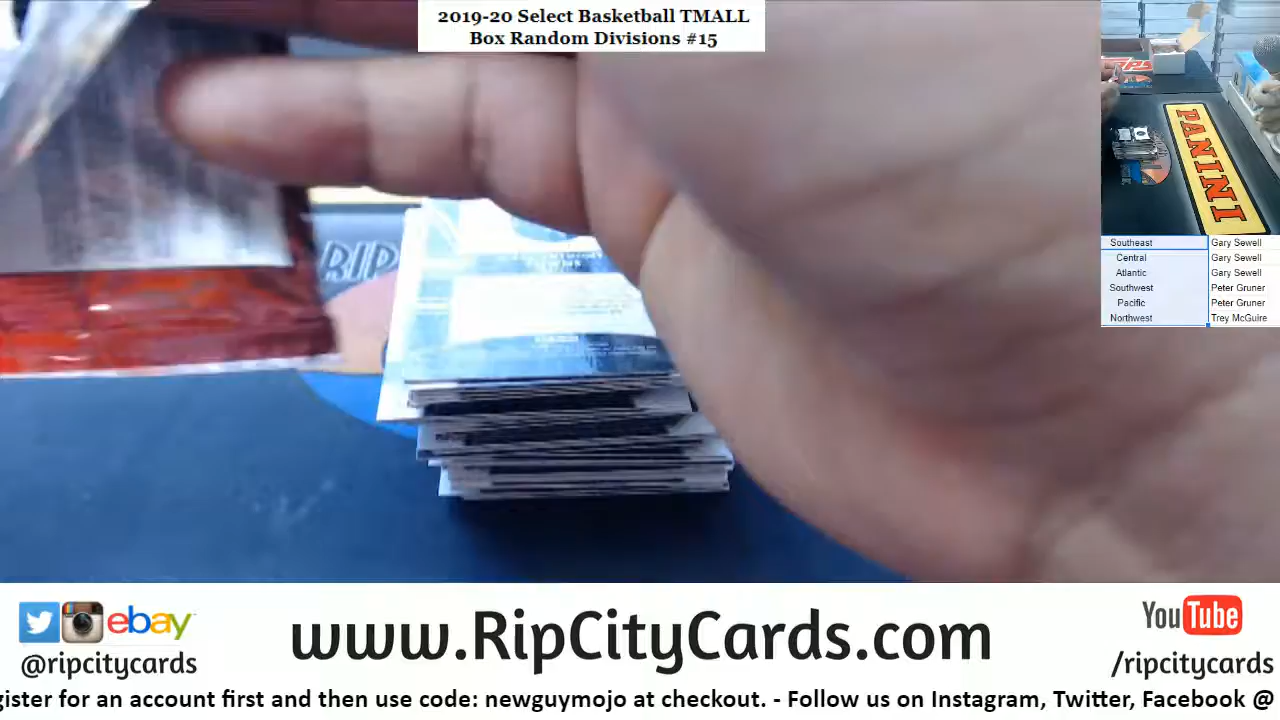 2019-20 Select Basketball TMALL
Box Random Divisions #15
RIP
PANINI
Southeast Gary Sewell
Central Gary Sewell
Atlantic Gary Sewell
Southwest Peter Gruner
Pacific Peter Gruner
Northwest Trey McGuire
ebay
@ripcitycards
www.RipCityCards.com
YouTube
/ripcitycards
gister for an account first and then use code: newguymojo at checkout. - Follow us on Instagram, Twitter, Facebook @